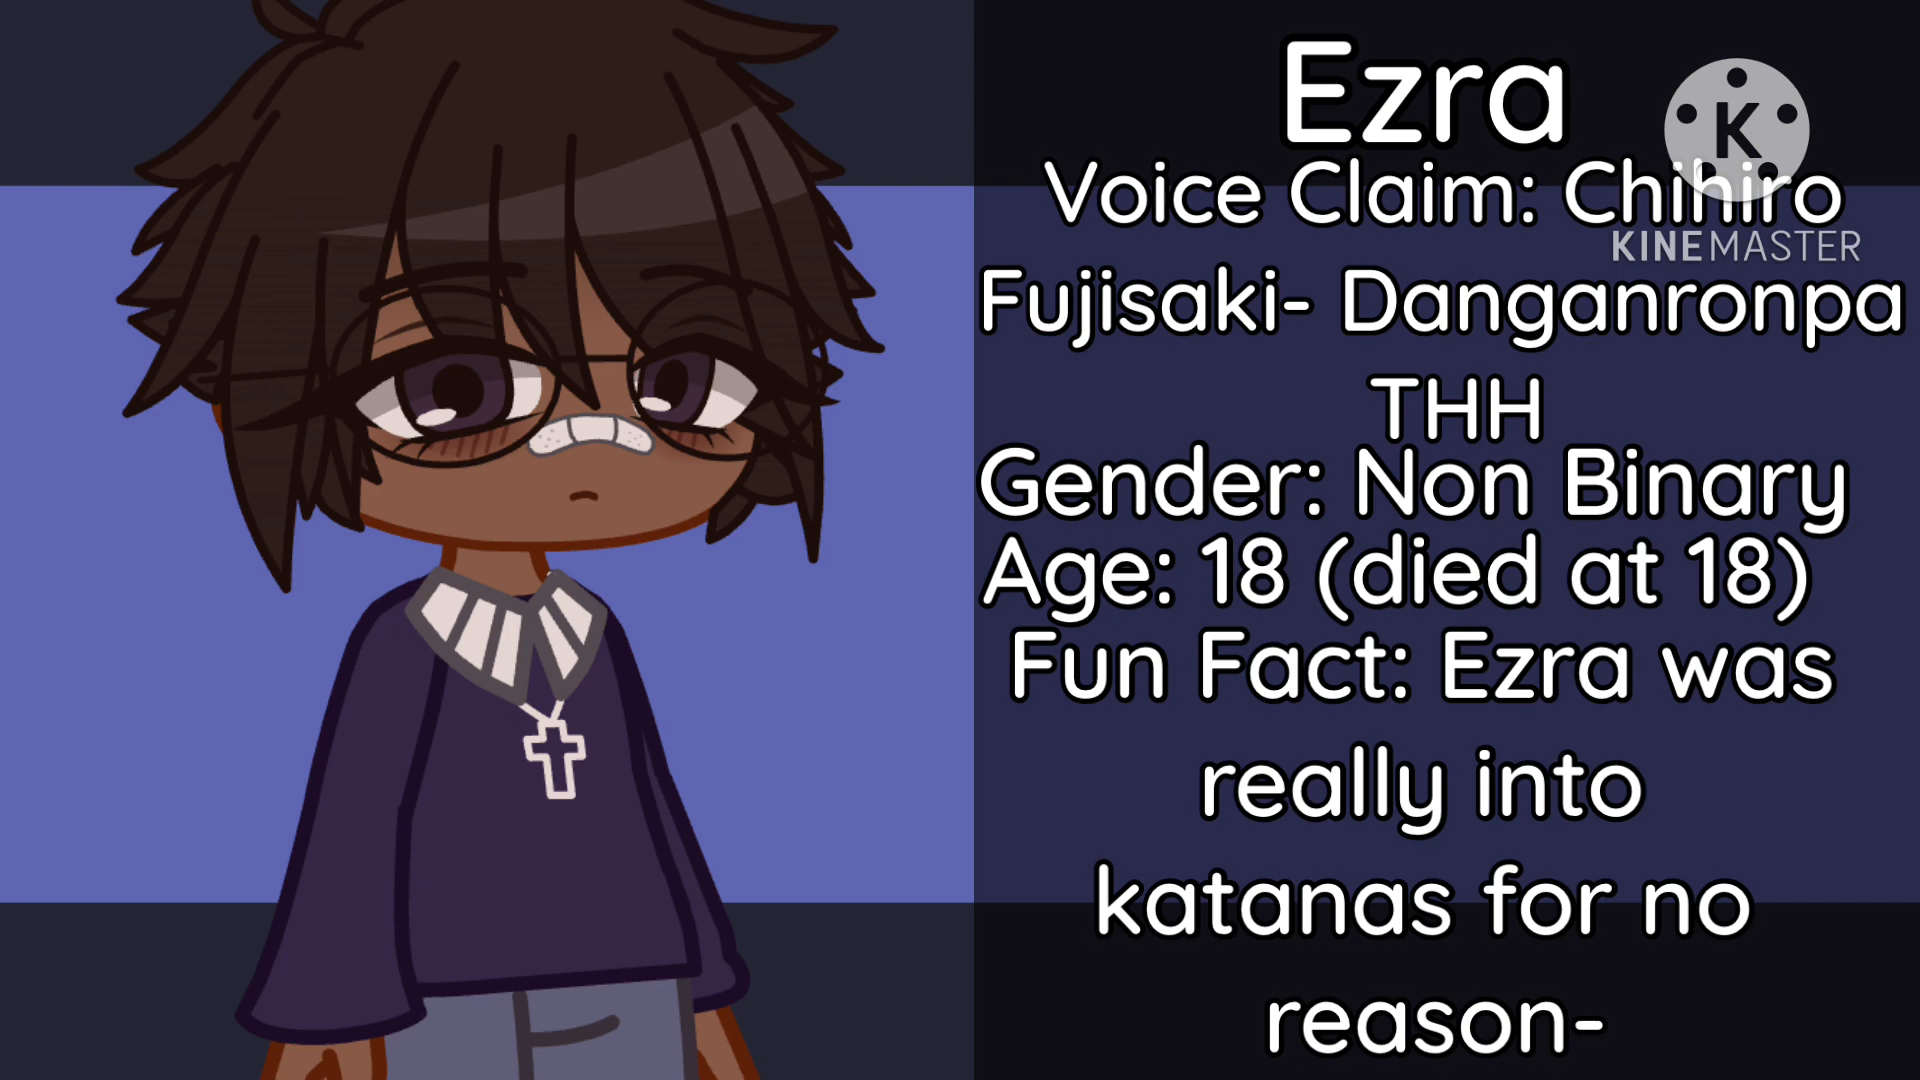 Ezra
Voice Claim: Chihiro
Fujisaki- Danganronpa
THH
Gender: Non Binary
Age: 18 (died at 18)
Fun Fact: Ezra was
really into
katanas for no
reason-
K
KINEMASTER